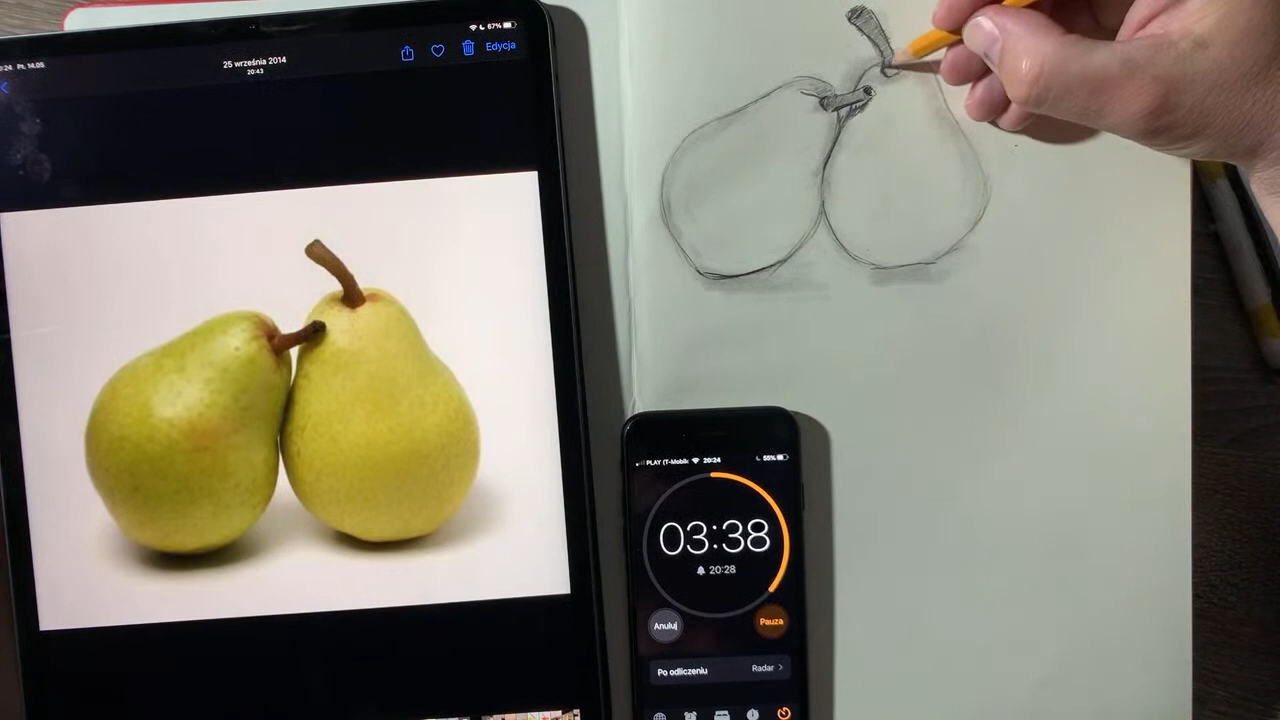 67%
Pt. 14.05
25 września 2014
20:43
Edycja
PLAY (T-Mobile 20:24 55%
03:38
20:28
Anuluj
Pauza
Po odliczeniu Radar